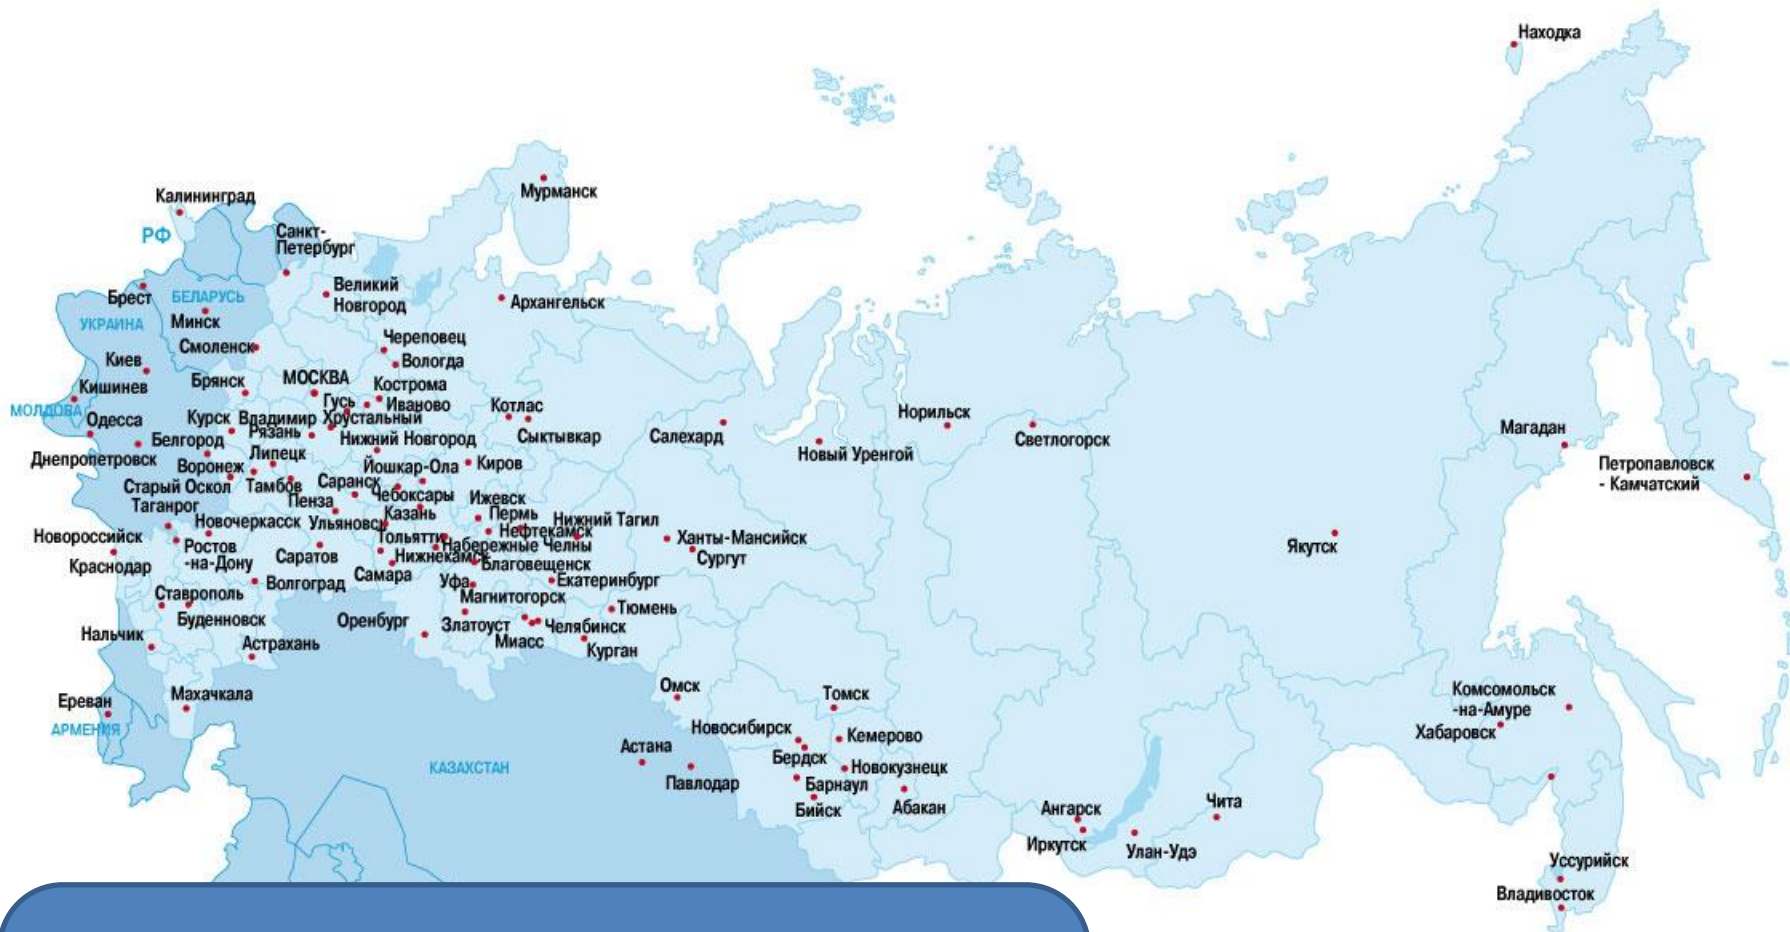 Находка
Мурманск
Калининград
РФ
Санкт-
Петербург
Великий
Новгород
Архангельск
Брест
БЕЛАРУСЬ
УКРАИНА
Минск
Череповец
Смоленск
Вологда
Киев
Брянск
МОСКВА
Кострома
Кишинев
Гусь
Хрустальный
Иваново
МОЛДОВА
Одесса
Курск
Владимир
Котлас
Норильск
Рязань
Нижний Новгород
Сыктывкар
Салехард
Светлогорск
Магадан
Белгород
Новый Уренгой
Днепропетровск
Липецк
Воронеж
Йошкар-Ола
Киров
Петропавловск
- Камчатский
Старый Оскол
Тамбов
Саранск
Чебоксары
Пенза
Ижевск
Таганрог
Казань
Пермь
Новочеркасск
Ульяновск
Нижний Тагил
Нефтекамск
Новороссийск
Тольятти
Набережные Челны
Ханты-Мансийск
Якутск
Ростов
-на-Дону
Саратов
Нижнекамск
Сургут
Краснодар
Самара
Благовещенск
Волгоград
Уфа
Екатеринбург
Ставрополь
Магнитогорск
Тюмень
Буденновск
Оренбург
Златоуст
Челябинск
Нальчик
Астрахань
Миасс
Курган
Ереван
Махачкала
Омск
Томск
Комсомольск
-на-Амуре
АРМЕНИЯ
Новосибирск
Кемерово
Хабаровск
Астана
Бердск
КАЗАХСТАН
Новокузнецк
Павлодар
Барнаул
Бийск
Абакан
Ангарск
Чита
Иркутск
Улан-Удэ
Уссурийск
Владивосток